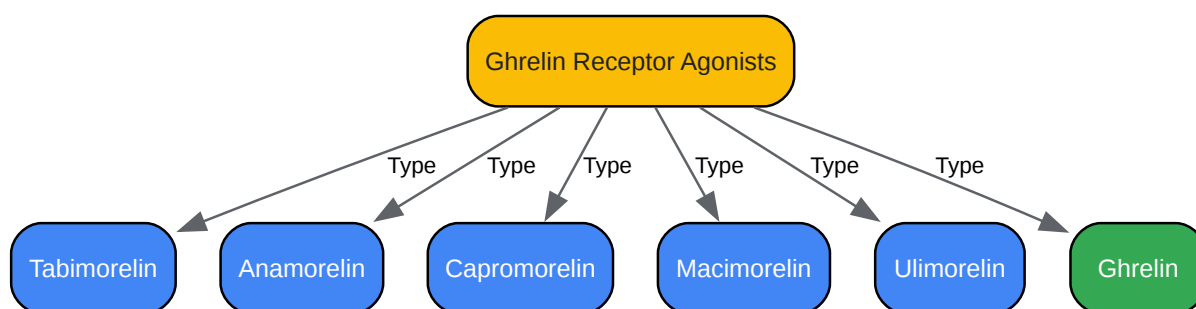 Ghrelin Receptor Agonists
Type Type Type Type Type Type
Tabimorelin Anamorelin Capromorelin Macimorelin Ulimorelin Ghrelin